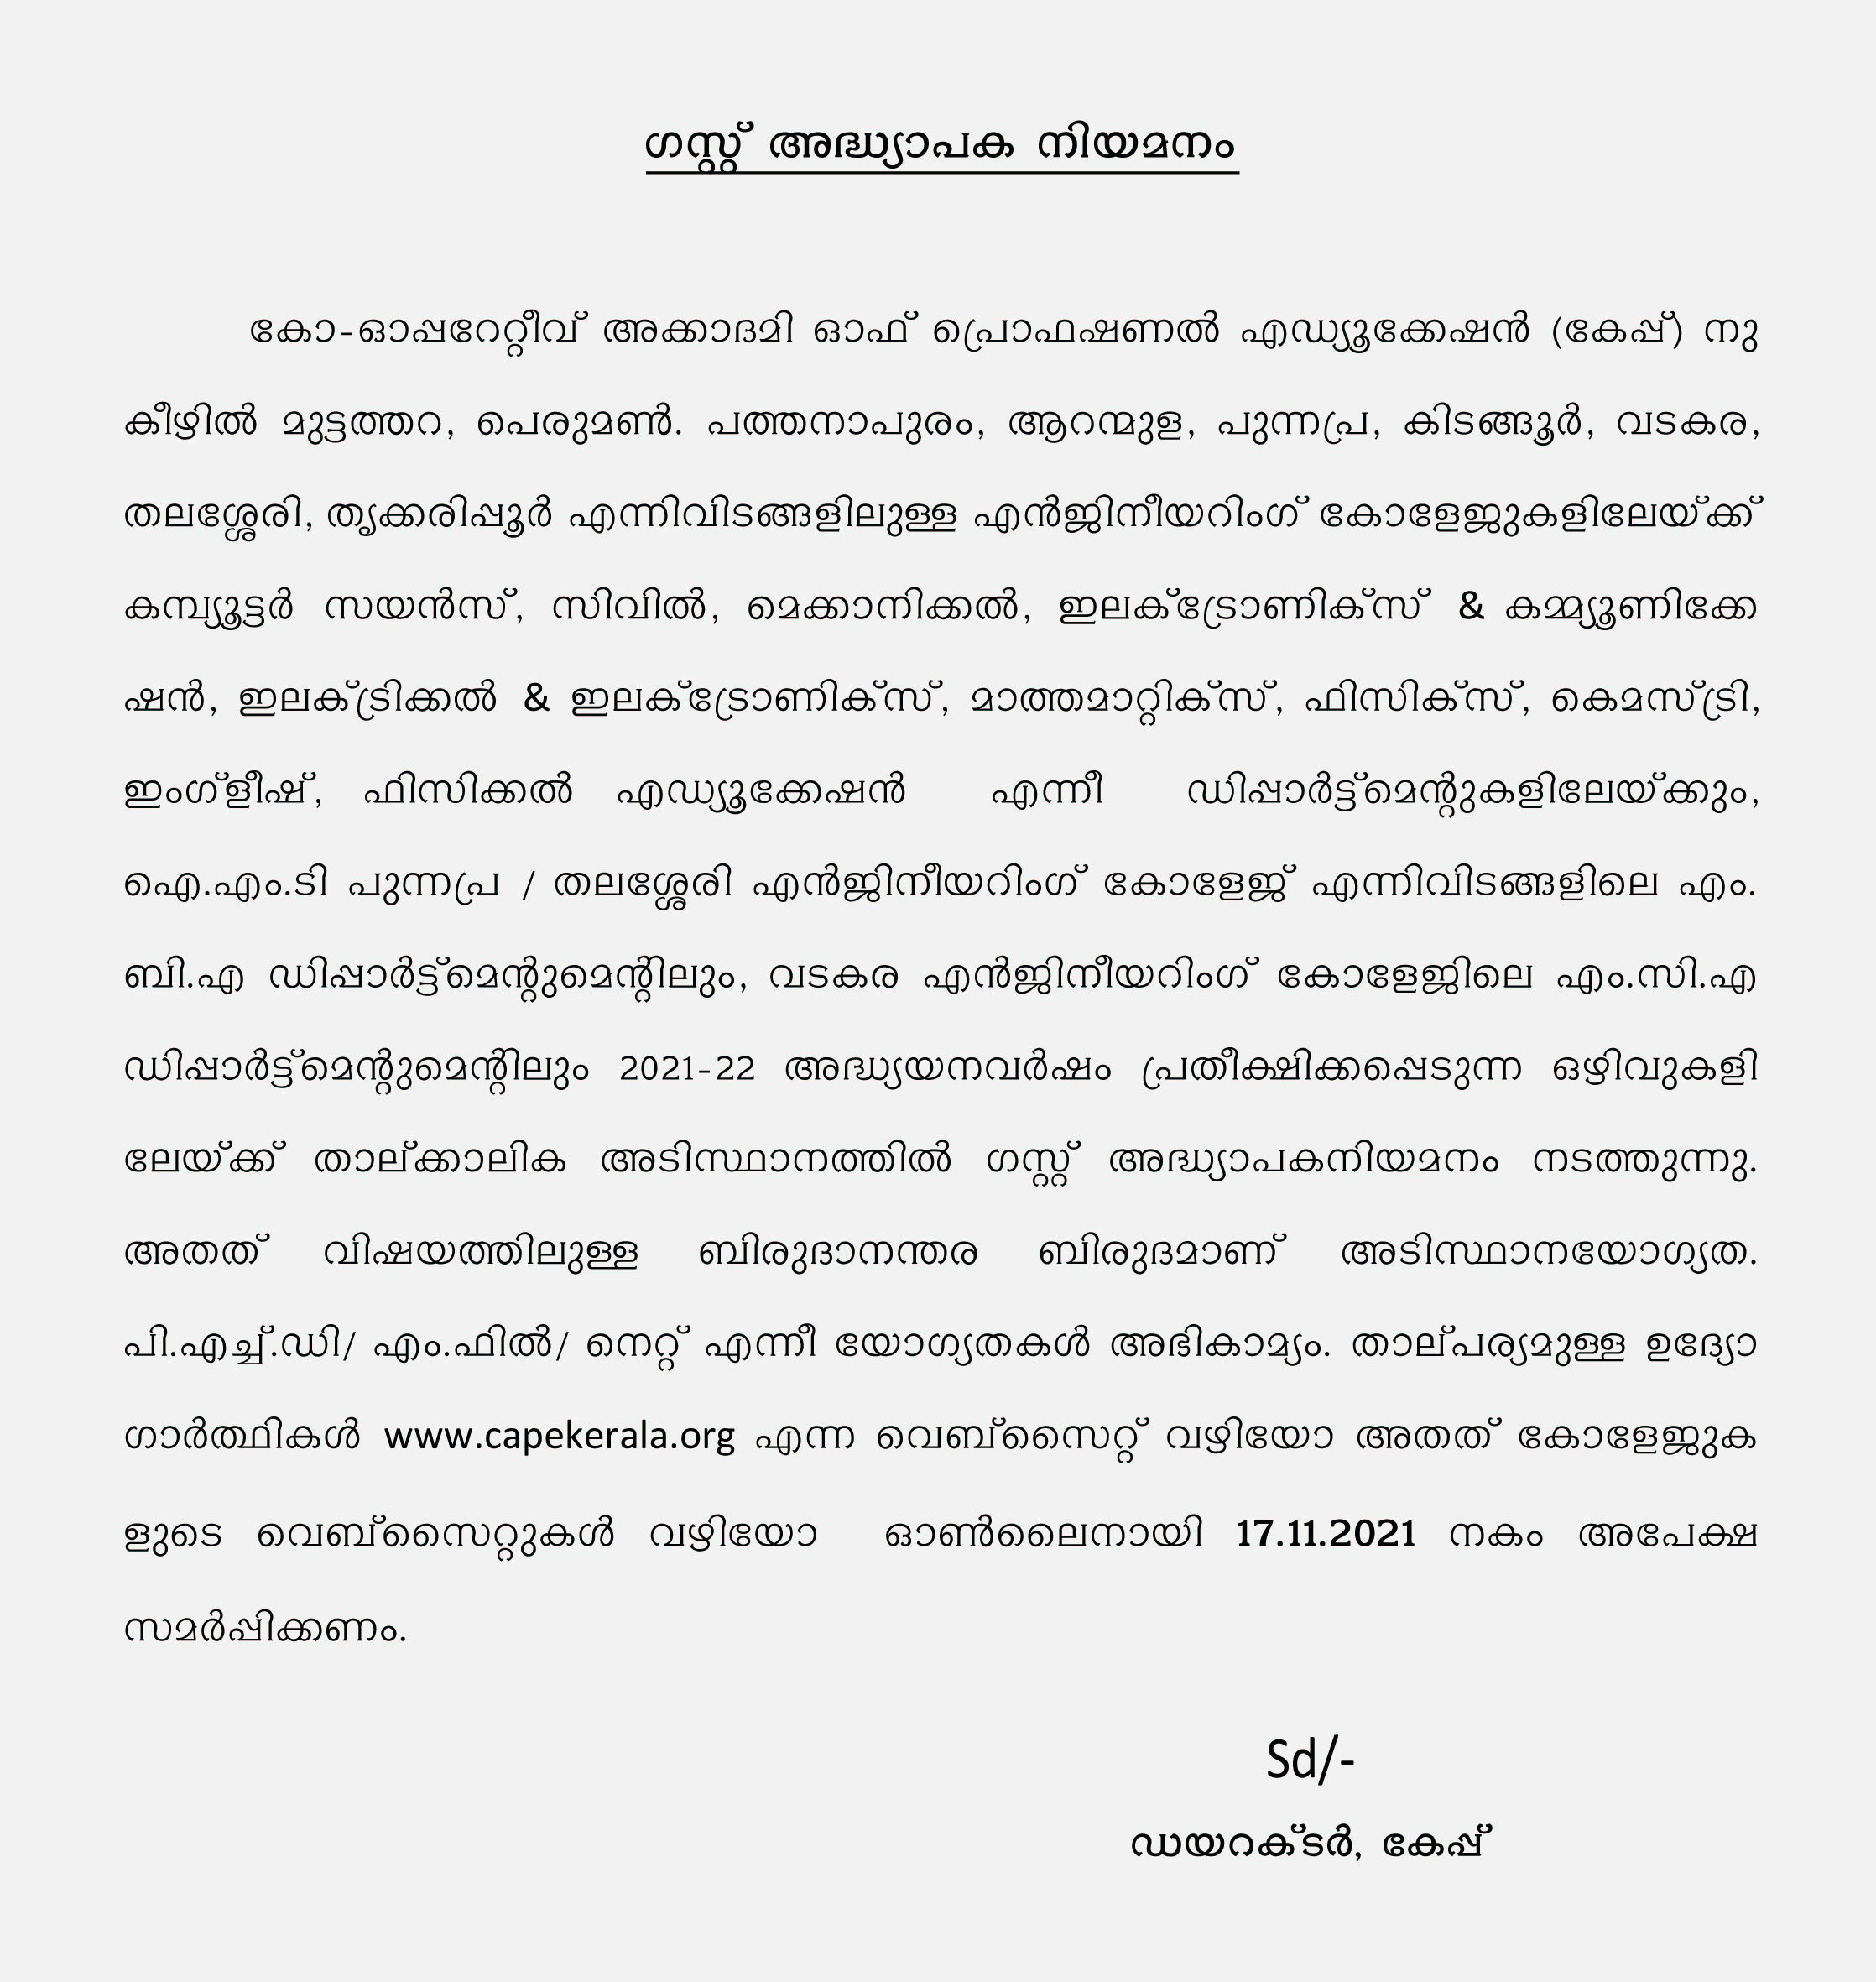 ഗസ്റ്റ് അദ്ധ്യാപക നിയമനം
കോ-ഓപ്പറേറ്റീവ് അക്കാദമി ഓഫ് പ്രൊഫഷണൽ എഡ്യൂക്കേഷൻ (കേപ്പ്) നു
കീഴിൽ മുട്ടത്തറ, പെരുമൺ. പത്തനാപുരം, ആറന്മുള, പുന്നപ്ര, കിടങ്ങൂർ, വടകര,
തലശ്ശേരി, തൃക്കരിപ്പൂർ എന്നിവിടങ്ങളിലുള്ള എൻജിനീയറിംഗ് കോളേജുകളിലേയ്ക്ക്
കമ്പ്യൂട്ടർ സയൻസ്, സിവിൽ, മെക്കാനിക്കൽ, ഇലക്ട്രോണിക്സ് & കമ്മ്യൂണിക്കേ
ഷൻ, ഇലക്ട്രിക്കൽ & ഇലക്ട്രോണിക്സ്, മാത്തമാറ്റിക്സ്, ഫിസിക്സ്, കെമസ്ട്രി,
ഇംഗ്ളീഷ്, ഫിസിക്കൽ എഡ്യൂക്കേഷൻ എന്നീ ഡിപ്പാർട്ട്മെന്റുകളിലേയ്ക്കും,
ഐ.എം.ടി പുന്നപ്ര / തലശ്ശേരി എൻജിനീയറിംഗ് കോളേജ് എന്നിവിടങ്ങളിലെ എം.
ബി.എ ഡിപ്പാർട്ട്മെന്റുമെന്റിലും, വടകര എൻജിനീയറിംഗ് കോളേജിലെ എം.സി.എ
ഡിപ്പാർട്ട്മെന്റുമെന്റിലും 2021-22 അദ്ധ്യയനവർഷം പ്രതീക്ഷിക്കപ്പെടുന്ന ഒഴിവുകളി
ലേയ്ക്ക് താല്ക്കാലിക അടിസ്ഥാനത്തിൽ ഗസ്റ്റ് അദ്ധ്യാപകനിയമനം നടത്തുന്നു.
അതത് വിഷയത്തിലുള്ള ബിരുദാനന്തര ബിരുദമാണ് അടിസ്ഥാനയോഗ്യത.
പി.എച്ച്.ഡി/ എം.ഫിൽ/ നെറ്റ് എന്നീ യോഗ്യതകൾ അഭികാമ്യം. താല്പര്യമുള്ള ഉദ്യോ
ഗാർത്ഥികൾ www.capekerala.org എന്ന വെബ്സൈറ്റ് വഴിയോ അതത് കോളേജുക
ളുടെ വെബ്സൈറ്റുകൾ വഴിയോ ഓൺലൈനായി 17.11.2021 നകം അപേക്ഷ
സമർപ്പിക്കണം.
Sd/-
ഡയറക്ടർ, കേപ്പ്